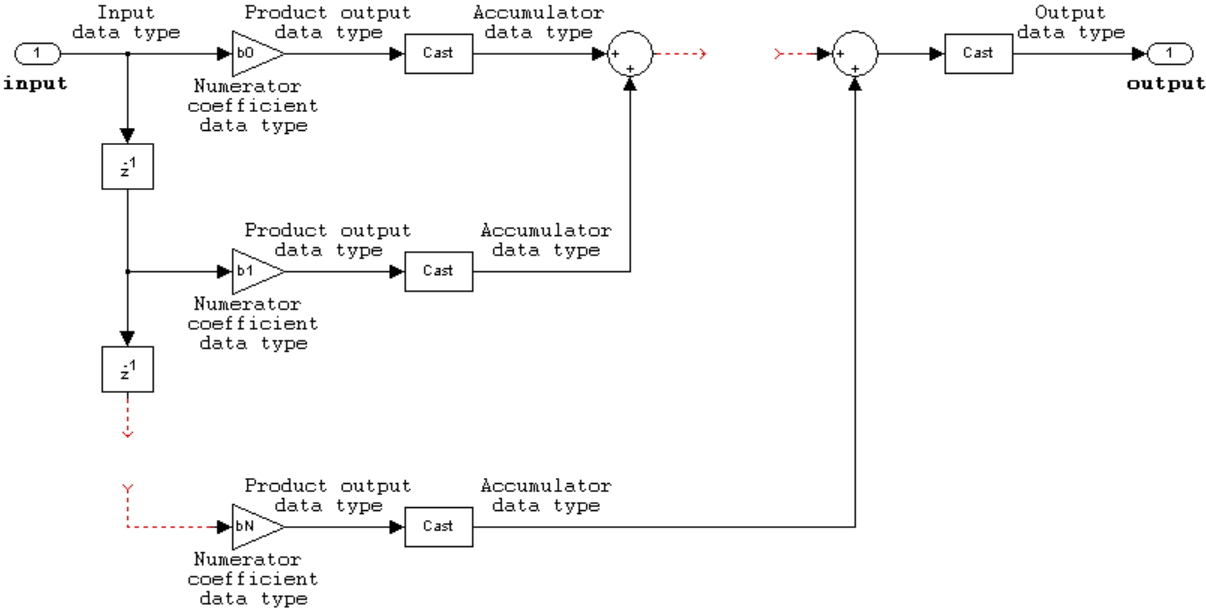 Input
data type
Product output
data type
Accumulator
data type
Output
data type
1
b0
Cast
+
+
+
+
Cast
1
input
output
Numerator
coefficient
data type
z-1
Product output
data type
Accumulator
data type
b1
Cast
Numerator
coefficient
data type
z-1
Product output
data type
Accumulator
data type
bN
Cast
Numerator
coefficient
data type